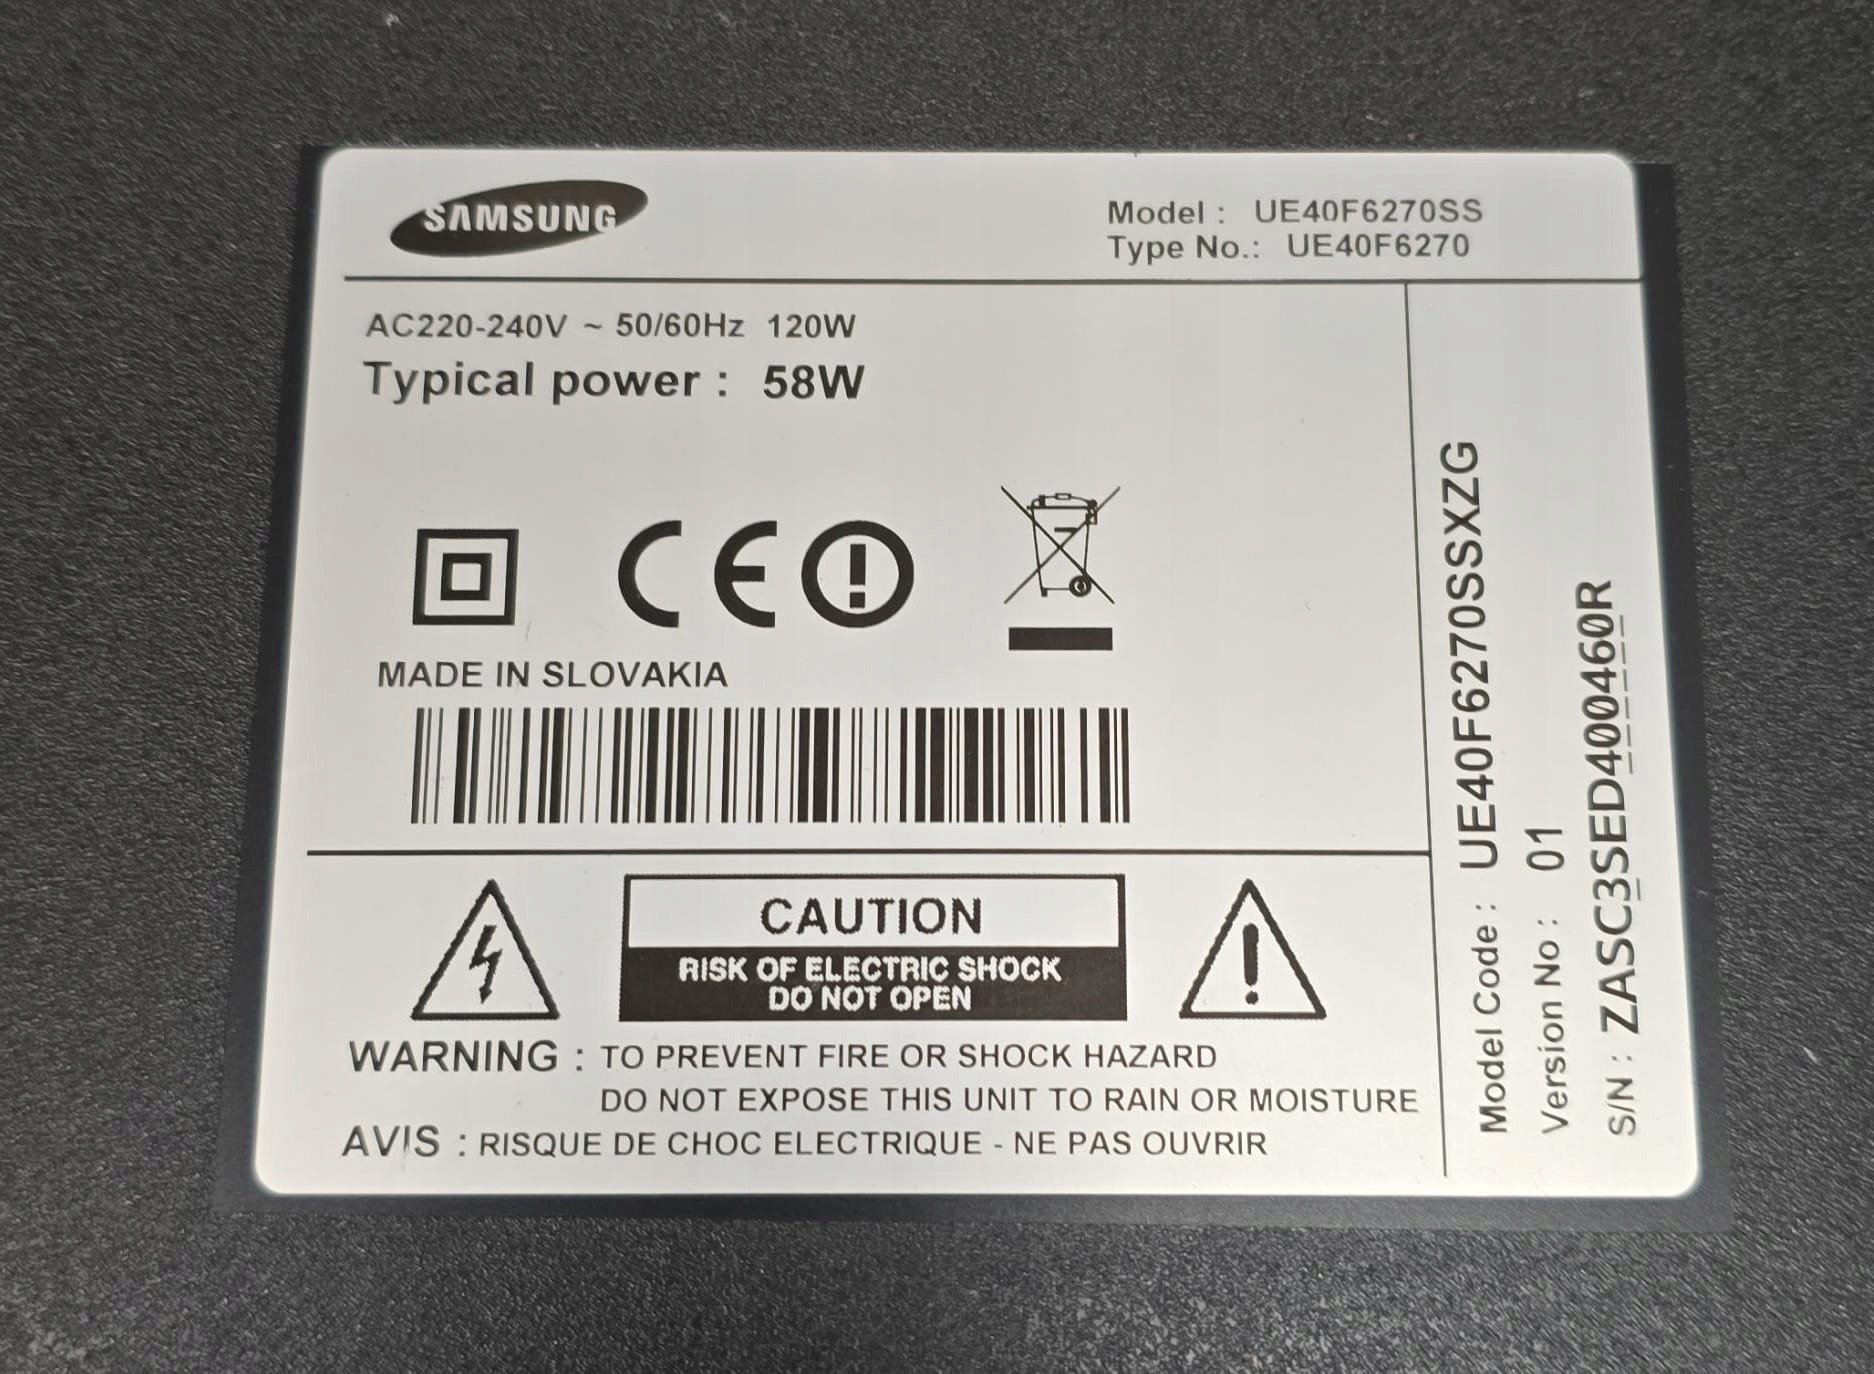 SAMSUNG
Model : UE40F6270SS
Type No.: UE40F6270
AC220-240V ~ 50/60Hz 120W
Typical power : 58W
CE
MADE IN SLOVAKIA
CAUTION
RISK OF ELECTRIC SHOCK
DO NOT OPEN
WARNING : TO PREVENT FIRE OR SHOCK HAZARD
DO NOT EXPOSE THIS UNIT TO RAIN OR MOISTURE
AVIS : RISQUE DE CHOC ELECTRIQUE - NE PAS OUVRIR
Model Code : UE40F6270SSXZG
Version No : 01
S/N : ZASC3SED400460R